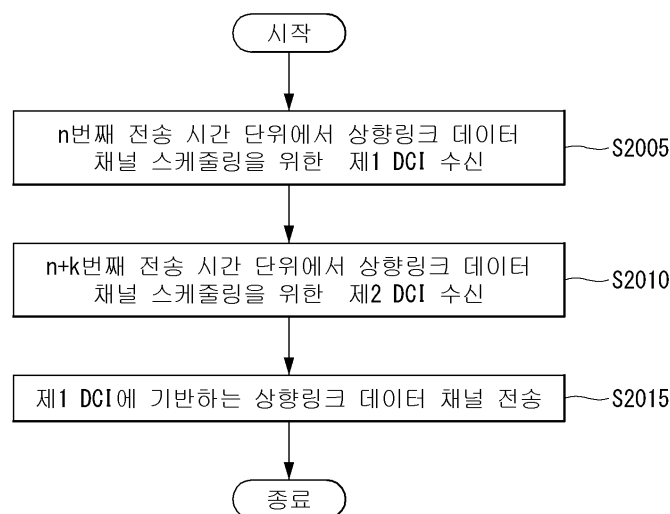 시작
n번째 전송 시간 단위에서 상향링크 데이터
채널 스케줄링을 위한 제1 DCI 수신
S2005
n+k번째 전송 시간 단위에서 상향링크 데이터
채널 스케줄링을 위한 제2 DCI 수신
S2010
제1 DCI에 기반하는 상향링크 데이터 채널 전송
S2015
종료